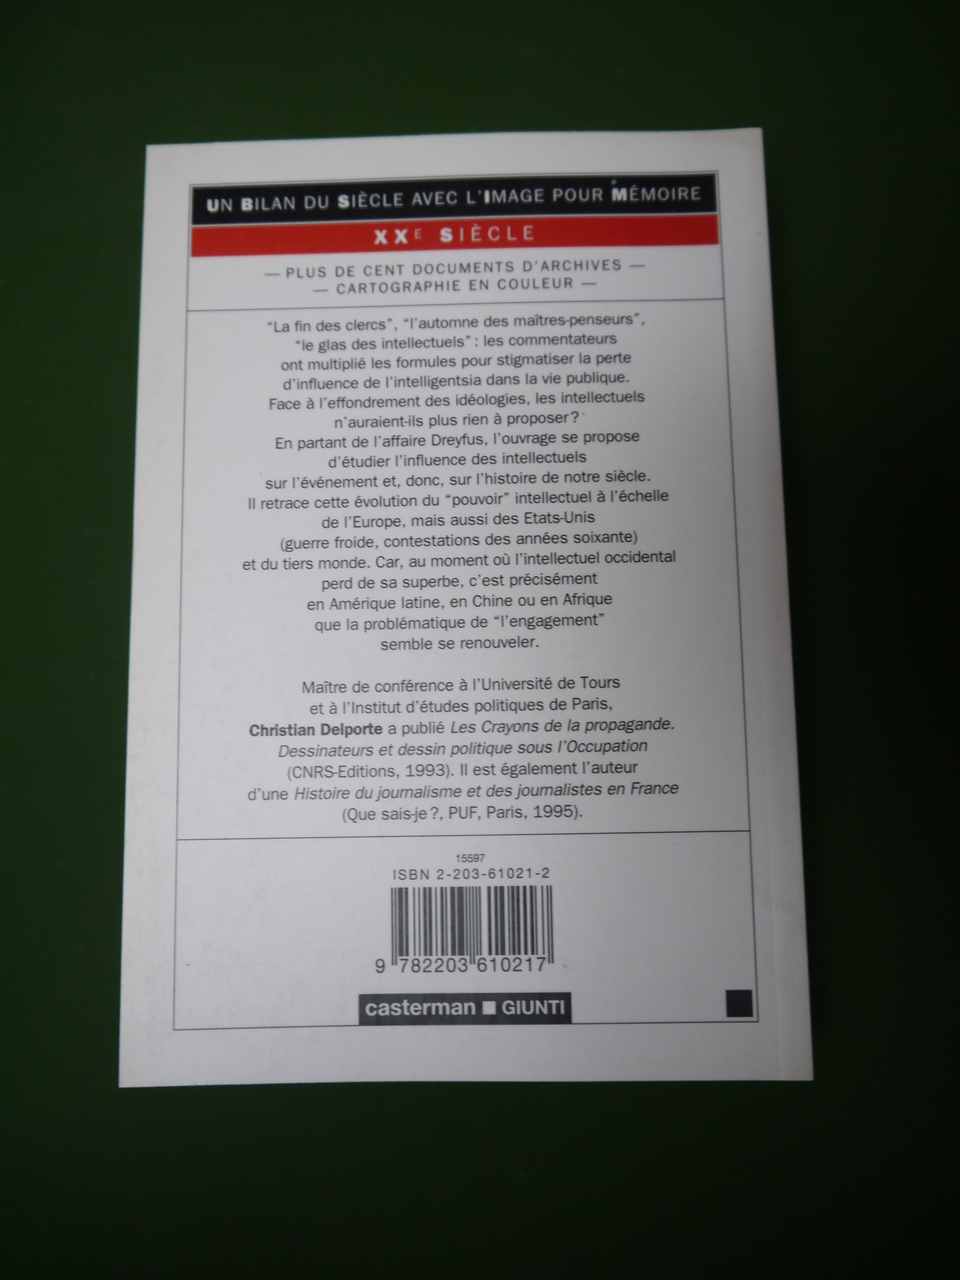 UN BILAN DU SIÈCLE AVEC L'IMAGE POUR MÉMOIRE
XXE SIÈCLE
— PLUS DE CENT DOCUMENTS D'ARCHIVES —
— CARTOGRAPHIE EN COULEUR —
"La fin des clercs", "l'automne des maîtres-penseurs",
"le glas des intellectuels" : les commentateurs
ont multiplié les formules pour stigmatiser la perte
d'influence de l'intelligentsia dans la vie publique.
Face à l'effondrement des idéologies, les intellectuels
n'auraient-ils plus rien à proposer ?
En partant de l'affaire Dreyfus, l'ouvrage se propose
d'étudier l'influence des intellectuels
sur l'événement et, donc, sur l'histoire de notre siècle.
Il retrace cette évolution du "pouvoir" intellectuel à l'échelle
de l'Europe, mais aussi des Etats-Unis
(guerre froide, contestations des années soixante)
et du tiers monde. Car, au moment où l'intellectuel occidental
perd de sa superbe, c'est précisément
en Amérique latine, en Chine ou en Afrique
que la problématique de "l'engagement"
semble se renouveler.
Maître de conférence à l'Université de Tours
et à l'Institut d'études politiques de Paris,
Christian Delporte a publié Les Crayons de la propagande.
Dessinateurs et dessin politique sous l'Occupation
(CNRS-Editions, 1993). Il est également l'auteur
d'une Histoire du journalisme et des journalistes en France
(Que sais-je ?, PUF, Paris, 1995).
15597
ISBN 2-203-61021-2
9 782203 610217
casterman ■ GIUNTI